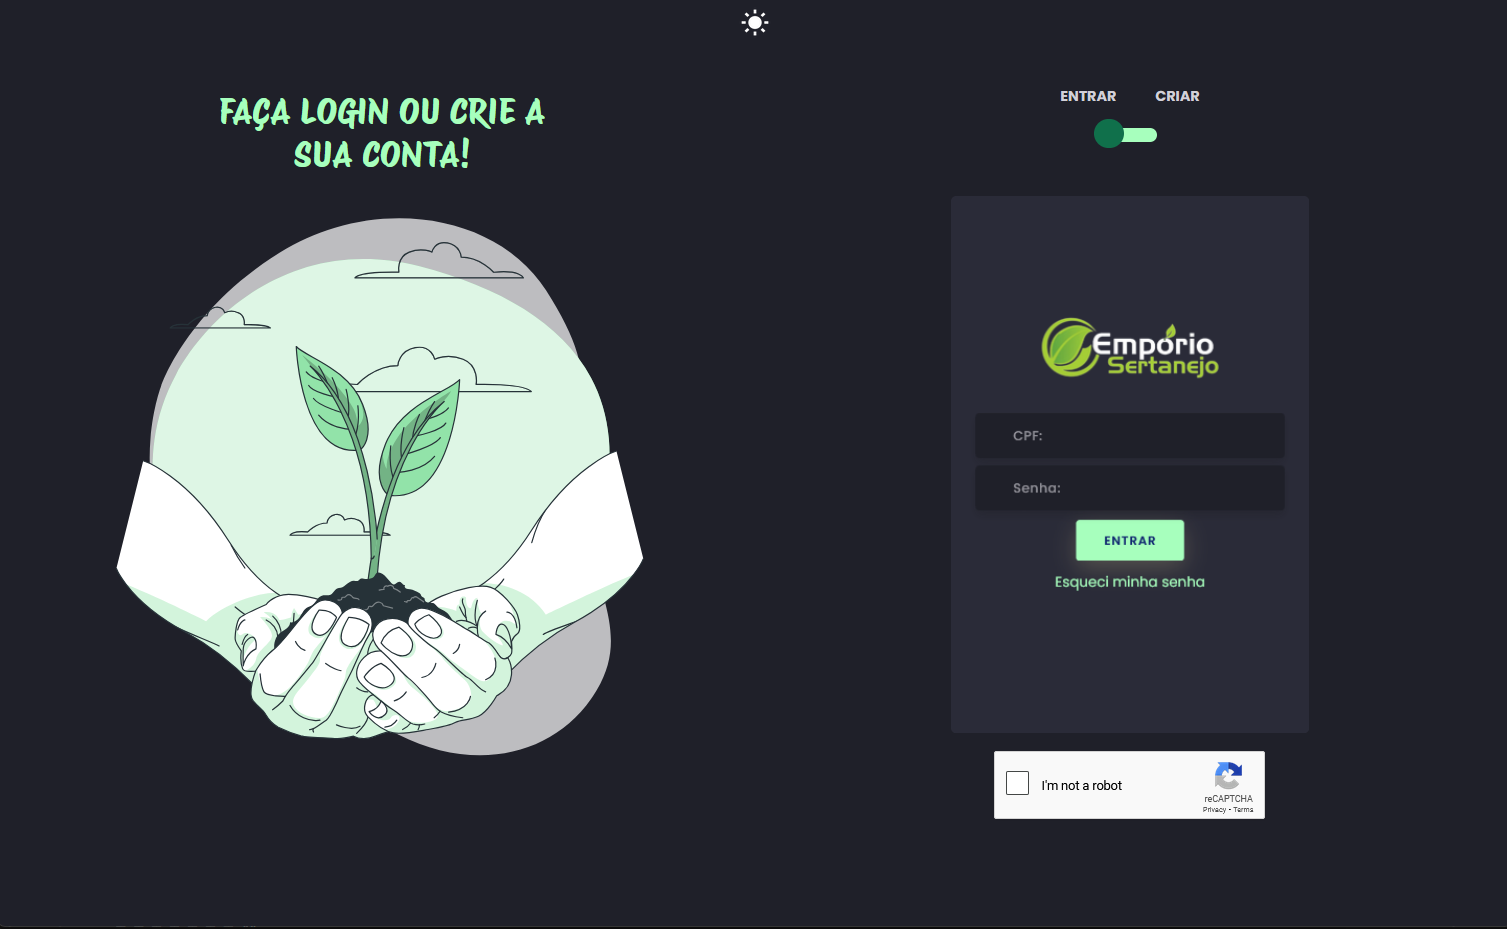 FAÇA LOGIN OU CRIE A
SUA CONTA!
ENTRAR CRIAR
Empório
Sertanejo
CPF:
Senha:
ENTRAR
Esqueci minha senha
I'm not a robot
reCAPTCHA
Privacy - Terms